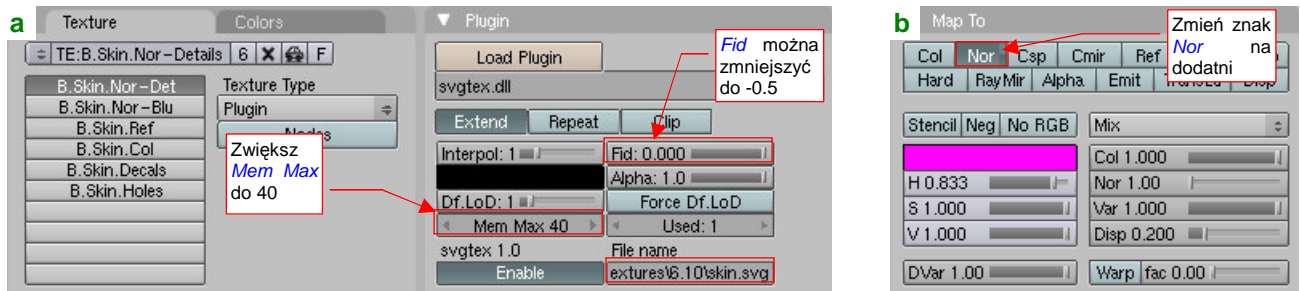 a
Texture
Colors
TE:B.Skin.Nor-Details 6 F
B.Skin.Nor-Det
B.Skin.Nor-Blu
B.Skin.Ref
B.Skin.Col
B.Skin.Decals
B.Skin.Holes
Texture Type
Plugin
Zwiększ
Mem Max
do 40
Plugin
Load Plugin
svgtex.dll
Fid można
zmniejszyć
do -0.5
Extend Repeat Clip
Interpol: 1
Fid: 0.000
Alpha: 1.0
Df.LoD: 1
Force Df.LoD
Mem Max 40
Used: 1
svgtex 1.0
File name
Enable
extures\6.10\skin.svg
b
Map To
Zmień znak
Nor na
dodatni
Col Nor Csp Cmir Ref
Hard RayMir Alpha Emit
Stencil Neg No RGB
Mix
H 0.833
S 1.000
V 1.000
Col 1.000
Nor 1.00
Var 1.000
Disp 0.200
DVar 1.00
Warp fac 0.00